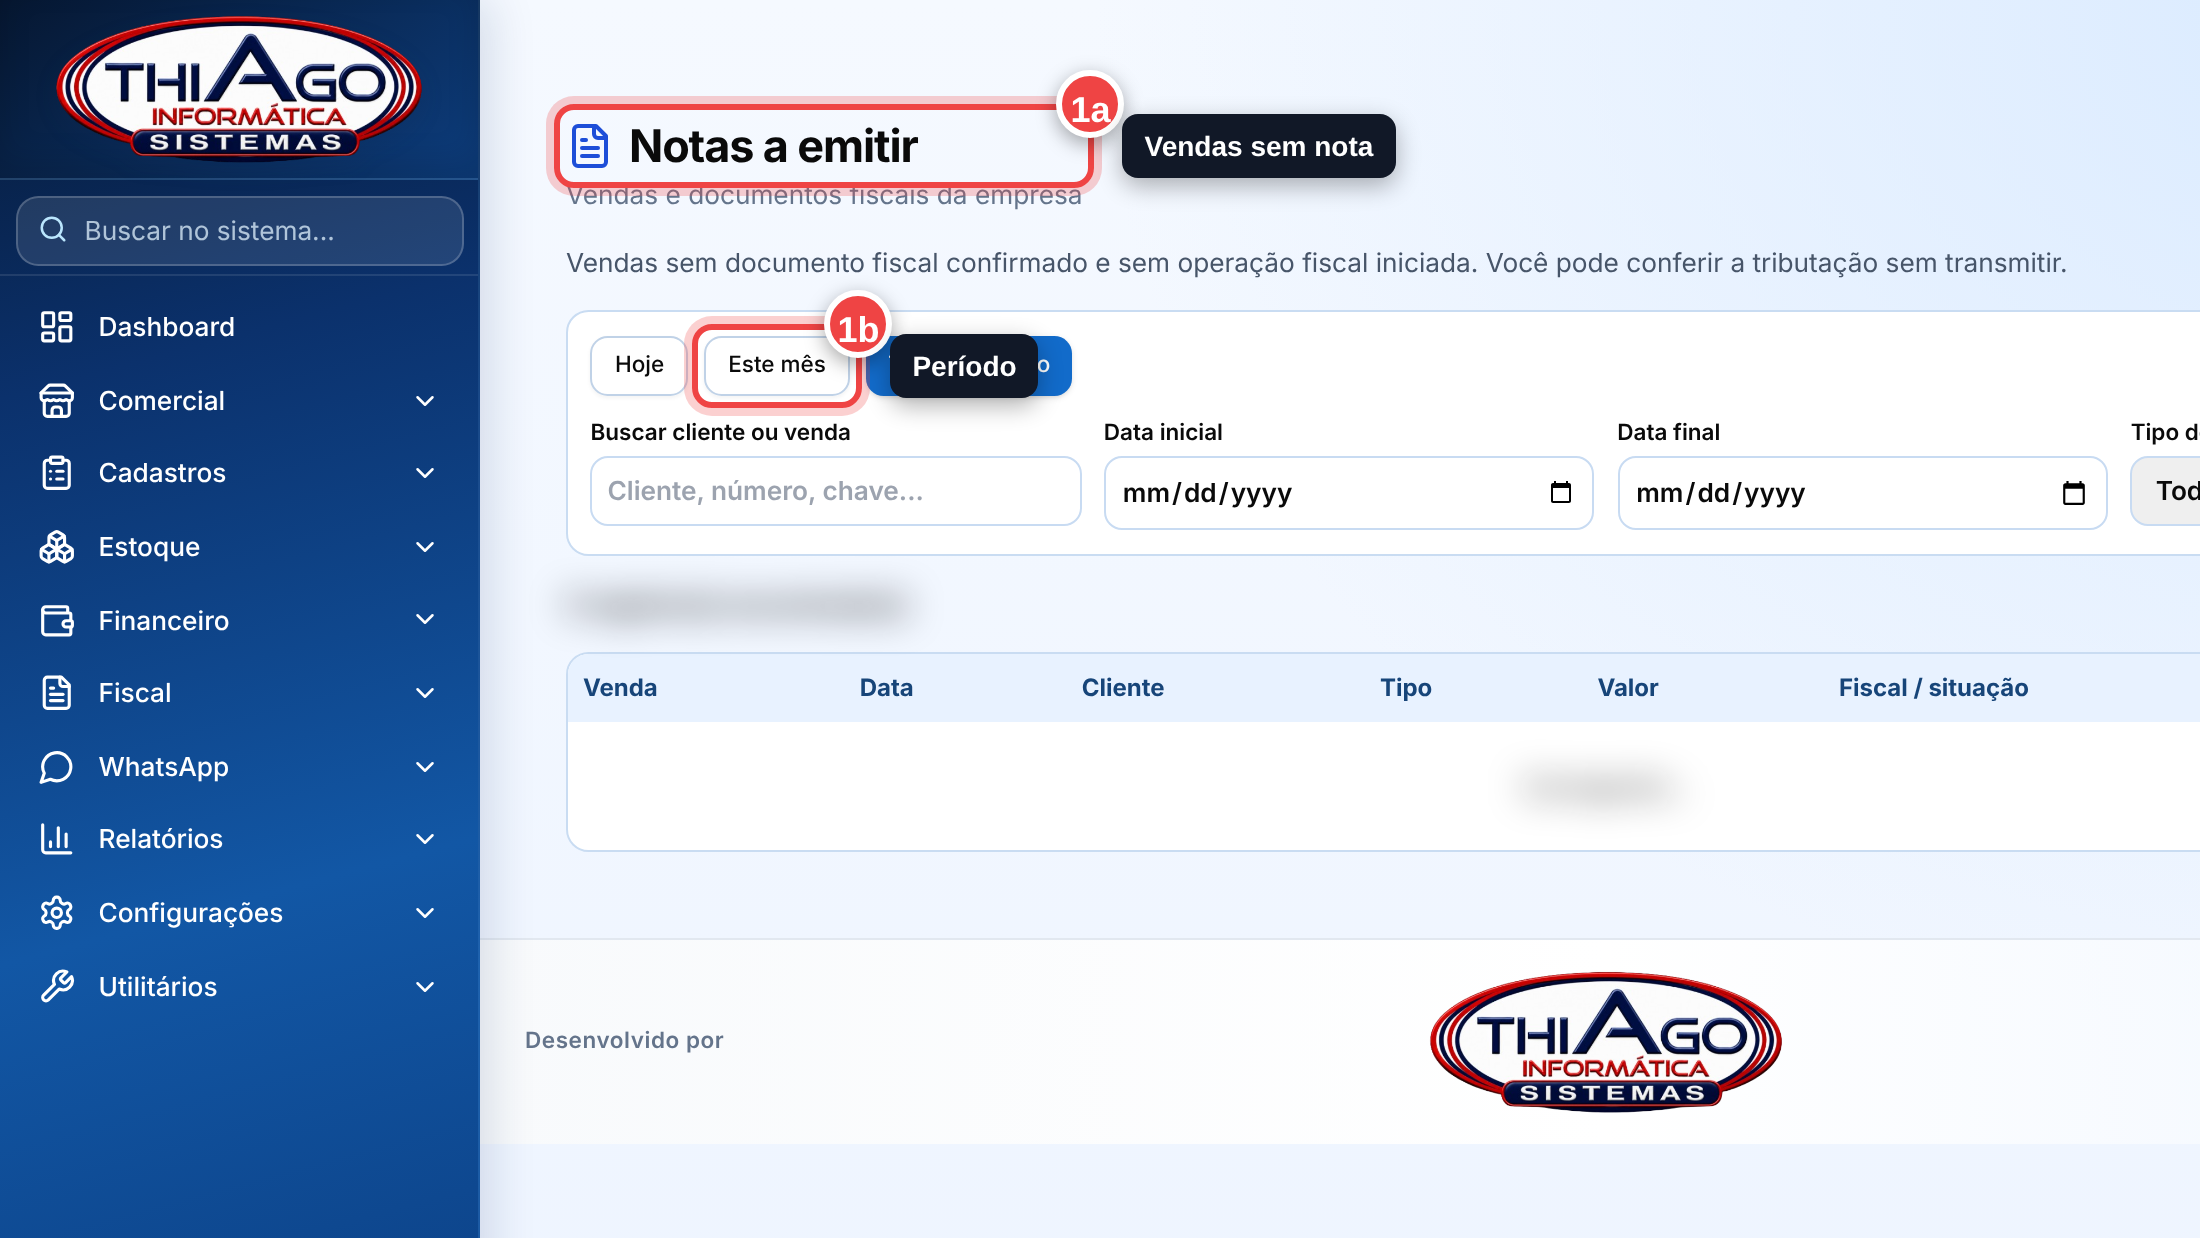 THIAGO
INFORMÁTICA
SISTEMAS
Buscar no sistema...
Dashboard
Comercial
Cadastros
Estoque
Financeiro
Fiscal
WhatsApp
Relatórios
Configurações
Utilitários
Notas a emitir
1a
Vendas sem nota
Vendas e documentos fiscais da empresa
Vendas sem documento fiscal confirmado e sem operação fiscal iniciada. Você pode conferir a tributação sem transmitir.
Hoje
Este mês
1b
Período
Buscar cliente ou venda
Data inicial
Data final
Cliente, número, chave...
mm/dd/yyyy
mm/dd/yyyy
Venda
Data
Cliente
Tipo
Valor
Fiscal / situação
Desenvolvido por
THIAGO
INFORMÁTICA
SISTEMAS